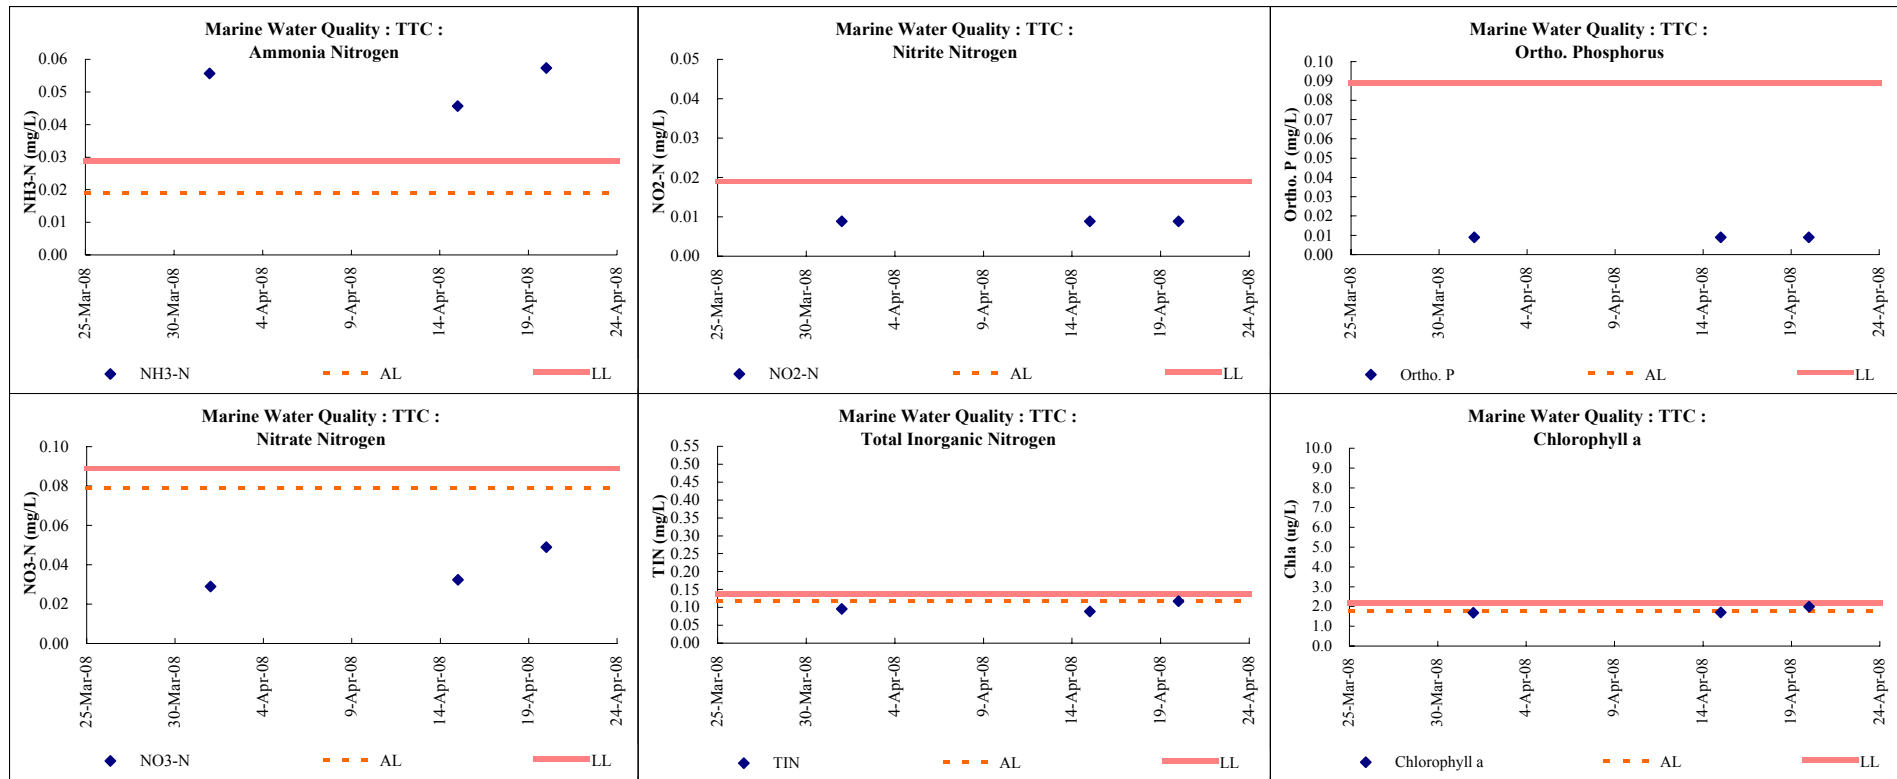 Marine Water Quality : TTC :
Ammonia Nitrogen
NH3-N (mg/L)
0.06
0.05
0.04
0.03
0.02
0.01
0.00
25-Mar-08
30-Mar-08
4-Apr-08
9-Apr-08
14-Apr-08
19-Apr-08
24-Apr-08
NH3-N AL LL
Marine Water Quality : TTC :
Nitrite Nitrogen
NO2-N (mg/L)
0.05
0.04
0.03
0.02
0.01
0.00
25-Mar-08
30-Mar-08
4-Apr-08
9-Apr-08
14-Apr-08
19-Apr-08
24-Apr-08
NO2-N AL LL
Marine Water Quality : TTC :
Ortho. Phosphorus
Ortho. P (mg/L)
0.10
0.09
0.08
0.07
0.06
0.05
0.04
0.03
0.02
0.01
0.00
25-Mar-08
30-Mar-08
4-Apr-08
9-Apr-08
14-Apr-08
19-Apr-08
24-Apr-08
Ortho. P AL LL
Marine Water Quality : TTC :
Nitrate Nitrogen
NO3-N (mg/L)
0.10
0.08
0.06
0.04
0.02
0.00
25-Mar-08
30-Mar-08
4-Apr-08
9-Apr-08
14-Apr-08
19-Apr-08
24-Apr-08
NO3-N AL LL
Marine Water Quality : TTC :
Total Inorganic Nitrogen
TIN (mg/L)
0.55
0.50
0.45
0.40
0.35
0.30
0.25
0.20
0.15
0.10
0.05
0.00
25-Mar-08
30-Mar-08
4-Apr-08
9-Apr-08
14-Apr-08
19-Apr-08
24-Apr-08
TIN AL LL
Marine Water Quality : TTC :
Chlorophyll a
Chla (ug/L)
10.0
9.0
8.0
7.0
6.0
5.0
4.0
3.0
2.0
1.0
0.0
25-Mar-08
30-Mar-08
4-Apr-08
9-Apr-08
14-Apr-08
19-Apr-08
24-Apr-08
Chlorophyll a AL LL